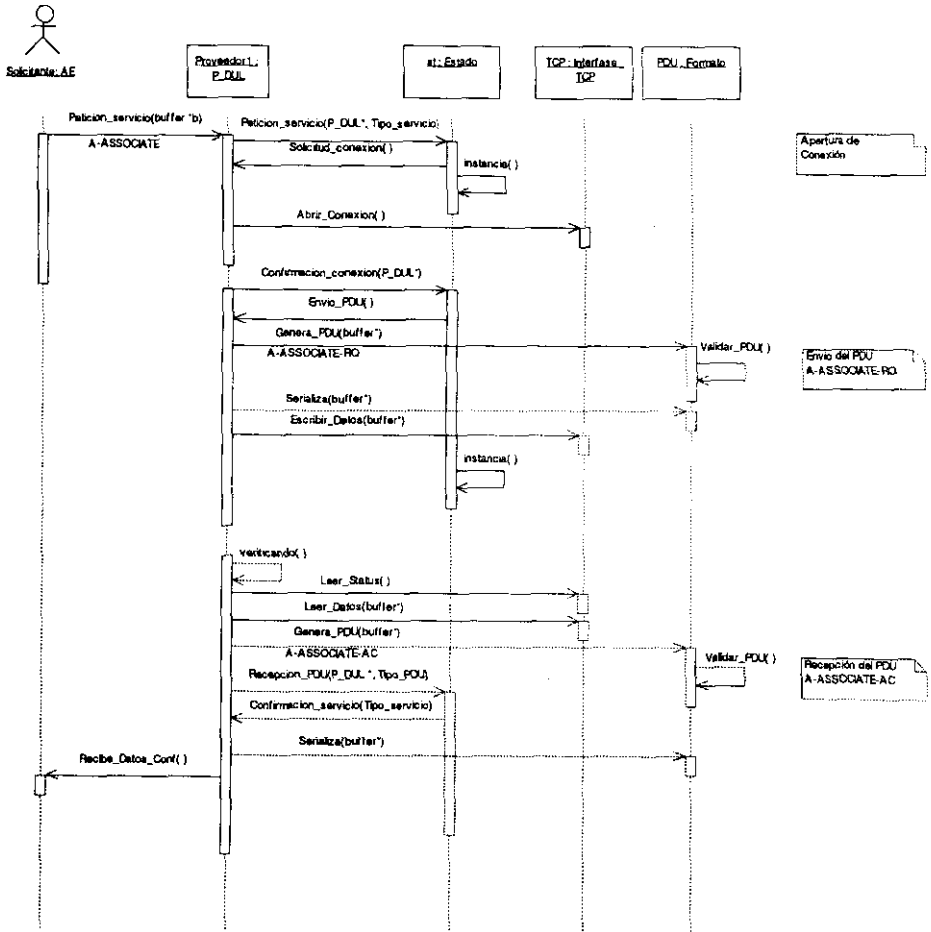 Solicitante: AE
Proveedor1 :
P_DUL
st : Estado
TCP : Interfase_
TCP
PDU : Formato
Peticion_servicio(buffer *b)
A-ASSOCIATE
Peticion_servicio(P_DUL*, Tipo_servicio)
Solicitud_conexion( )
instancia( )
Abrir_Conexion( )
Apertura de
Conexión
Confirmacion_conexion(P_DUL*)
Envio_PDU( )
Genera_PDU(buffer*)
A-ASSOCIATE-RQ
Validar_PDU( )
Envio del PDU
A-ASSOCIATE-RQ
Serializa(buffer*)
Escribir_Datos(buffer*)
instancia( )
verificando( )
Leer_Status( )
Leer_Datos(buffer*)
Genera_PDU(buffer*)
A-ASSOCIATE-AC
Validar_PDU( )
Recepción del PDU
A-ASSOCIATE-AC
Recepcion_PDU(P_DUL *, Tipo_PDU)
Confirmacion_servicio(Tipo_servicio)
Serializa(buffer*)
Recibe_Datos_Conf( )